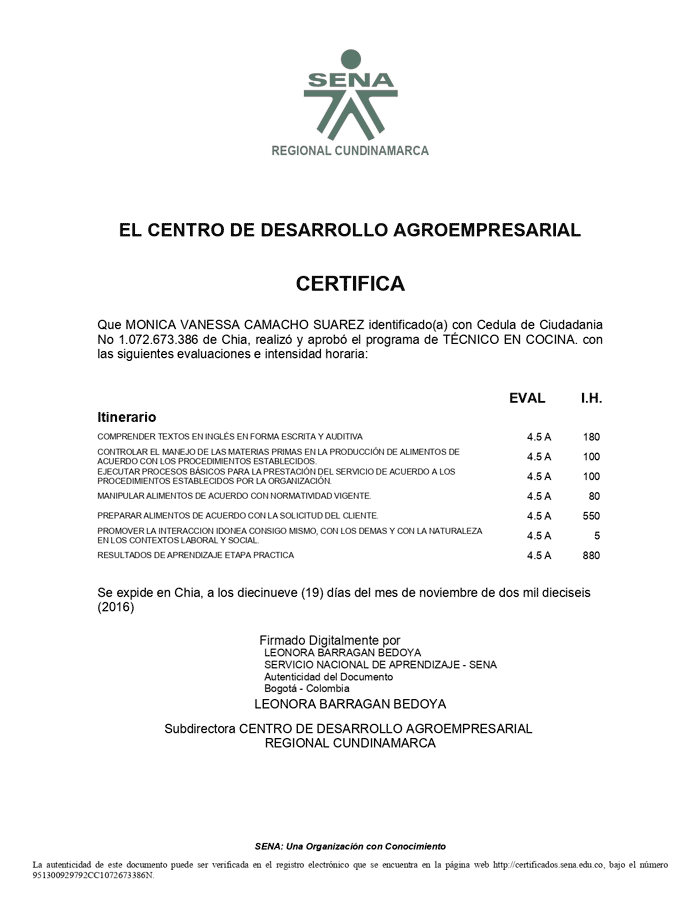 SENA
REGIONAL CUNDINAMARCA
EL CENTRO DE DESARROLLO AGROEMPRESARIAL
CERTIFICA
Que MONICA VANESSA CAMACHO SUAREZ identificado(a) con Cedula de Ciudadania
No 1.072.673.386 de Chia, realizó y aprobó el programa de TÉCNICO EN COCINA. con
las siguientes evaluaciones e intensidad horaria:
EVAL I.H.
Itinerario
COMPRENDER TEXTOS EN INGLÉS EN FORMA ESCRITA Y AUDITIVA 4.5 A 180
CONTROLAR EL MANEJO DE LAS MATERIAS PRIMAS EN LA PRODUCCIÓN DE ALIMENTOS DE
ACUERDO CON LOS PROCEDIMIENTOS ESTABLECIDOS. 4.5 A 100
EJECUTAR PROCESOS BÁSICOS PARA LA PRESTACIÓN DEL SERVICIO DE ACUERDO A LOS
PROCEDIMIENTOS ESTABLECIDOS POR LA ORGANIZACIÓN. 4.5 A 100
MANIPULAR ALIMENTOS DE ACUERDO CON NORMATIVIDAD VIGENTE. 4.5 A 80
PREPARAR ALIMENTOS DE ACUERDO CON LA SOLICITUD DEL CLIENTE. 4.5 A 550
PROMOVER LA INTERACCION IDONEA CONSIGO MISMO, CON LOS DEMAS Y CON LA NATURALEZA
EN LOS CONTEXTOS LABORAL Y SOCIAL. 4.5 A 5
RESULTADOS DE APRENDIZAJE ETAPA PRACTICA 4.5 A 880
Se expide en Chia, a los diecinueve (19) días del mes de noviembre de dos mil dieciseis
(2016)
Firmado Digitalmente por
LEONORA BARRAGAN BEDOYA
SERVICIO NACIONAL DE APRENDIZAJE - SENA
Autenticidad del Documento
Bogotá - Colombia
LEONORA BARRAGAN BEDOYA
Subdirectora CENTRO DE DESARROLLO AGROEMPRESARIAL
REGIONAL CUNDINAMARCA
SENA: Una Organización con Conocimiento
La autenticidad de este documento puede ser verificada en el registro electrónico que se encuentra en la página web http://certificados.sena.edu.co, bajo el número
951300929792CC1072673386N.